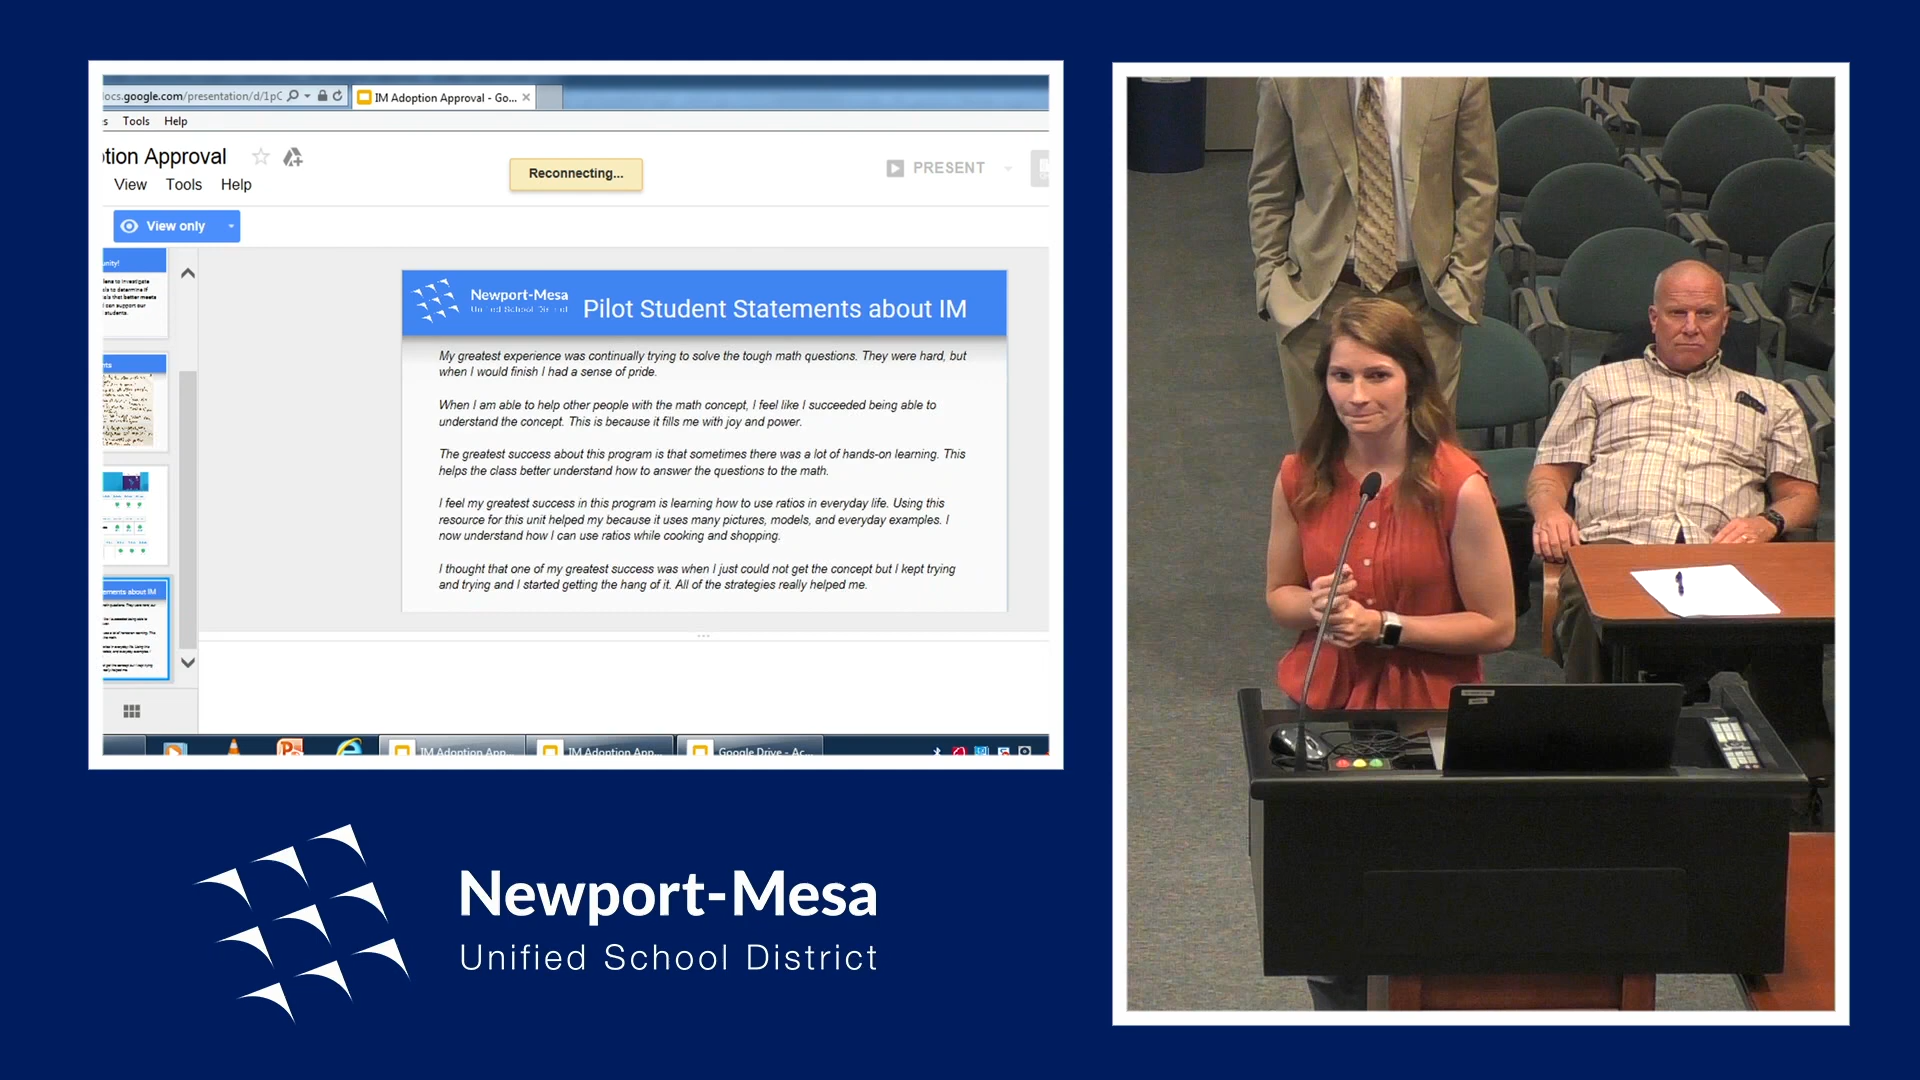 ocs.google.com/presentation/d/1pC
IM Adoption Approval - Go...
Tools Help
tion Approval
Reconnecting...
PRESENT
View Tools Help
View only
Newport-Mesa
Unified School District
Pilot Student Statements about IM
My greatest experience was continually trying to solve the tough math questions. They were hard, but
when I would finish I had a sense of pride.
When I am able to help other people with the math concept, I feel like I succeeded being able to
understand the concept. This is because it fills me with joy and power.
The greatest success about this program is that sometimes there was a lot of hands-on learning. This
helps the class better understand how to answer the questions to the math.
I feel my greatest success in this program is learning how to use ratios in everyday life. Using this
resource for this unit helped my because it uses many pictures, models, and everyday examples. I
now understand how I can use ratios while cooking and shopping.
I thought that one of my greatest success was when I just could not get the concept but I kept trying
and trying and I started getting the hang of it. All of the strategies really helped me.
unity!
students.
ements about IM
IM Adoption App...
IM Adoption App...
Google Drive - Ac...
Newport-Mesa
Unified School District